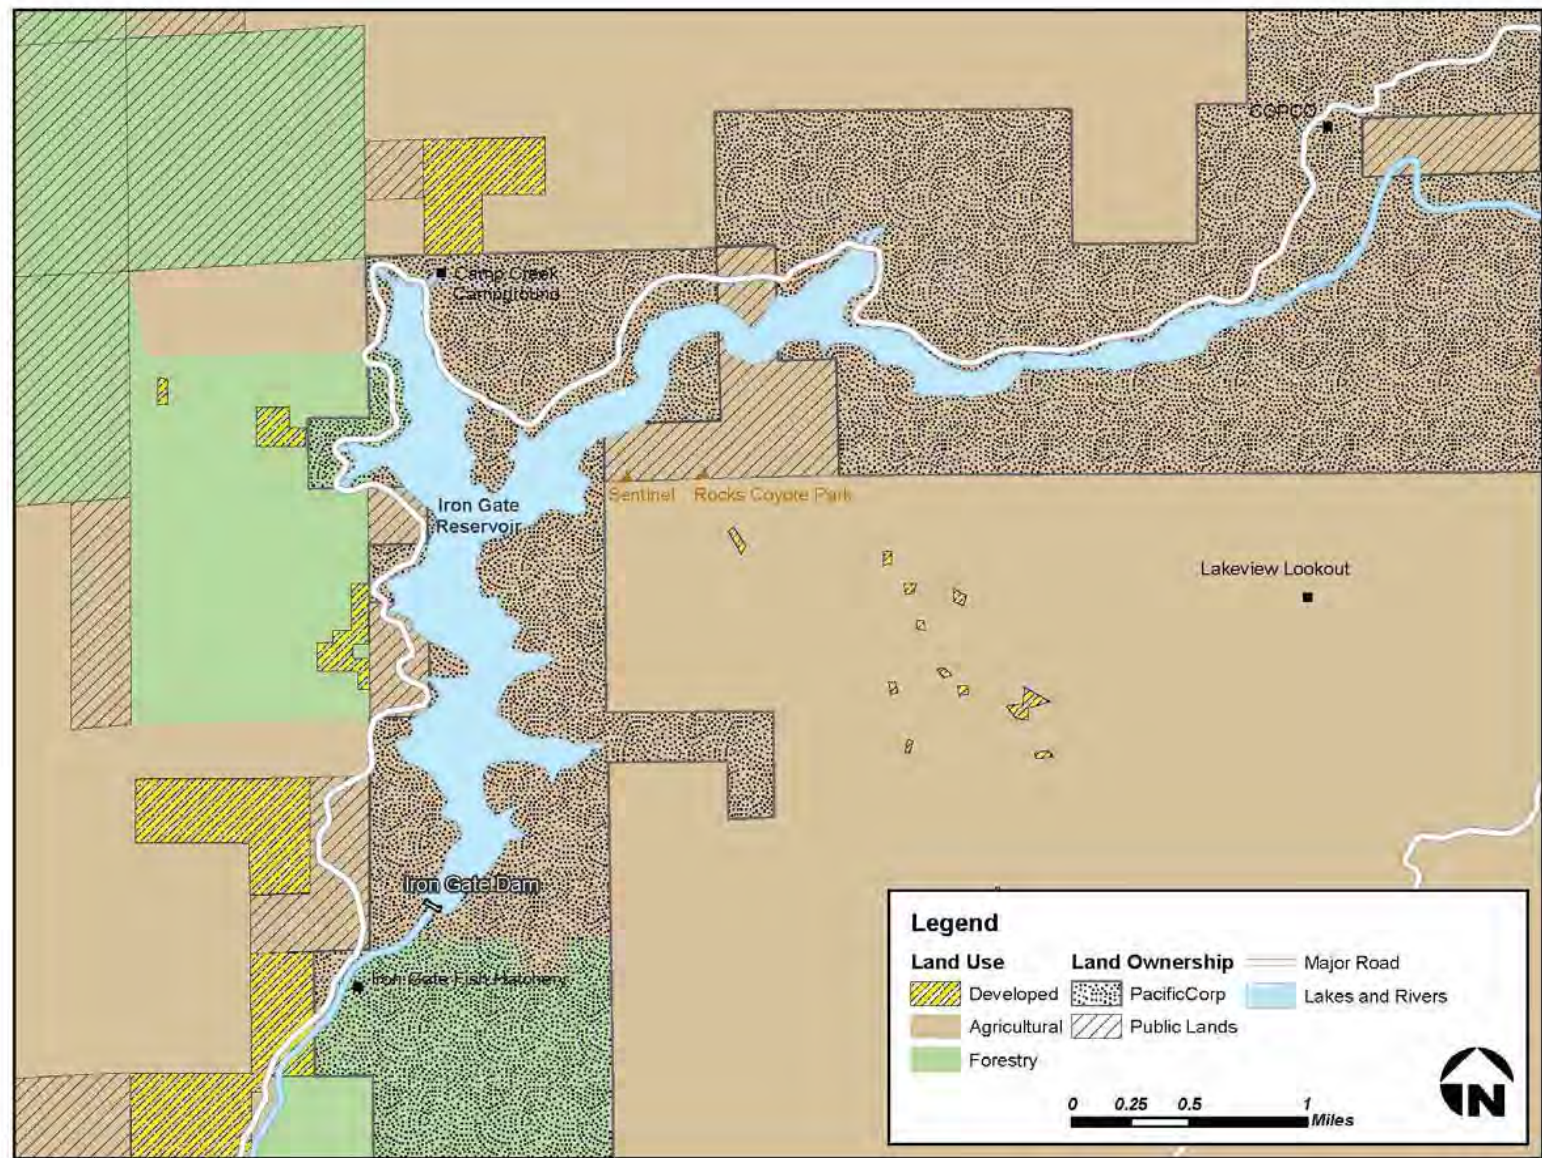 COPCO
Camp Creek
Campground
Iron Gate
Reservoir
Sentinel Rocks Coyote Park
Lakeview Lookout
Iron Gate Dam
Iron Gate Fish Hatchery
Legend
Land Use
Developed
Agricultural
Forestry
Land Ownership
PacificCorp
Public Lands
Major Road
Lakes and Rivers
0 0.25 0.5 1
Miles
N